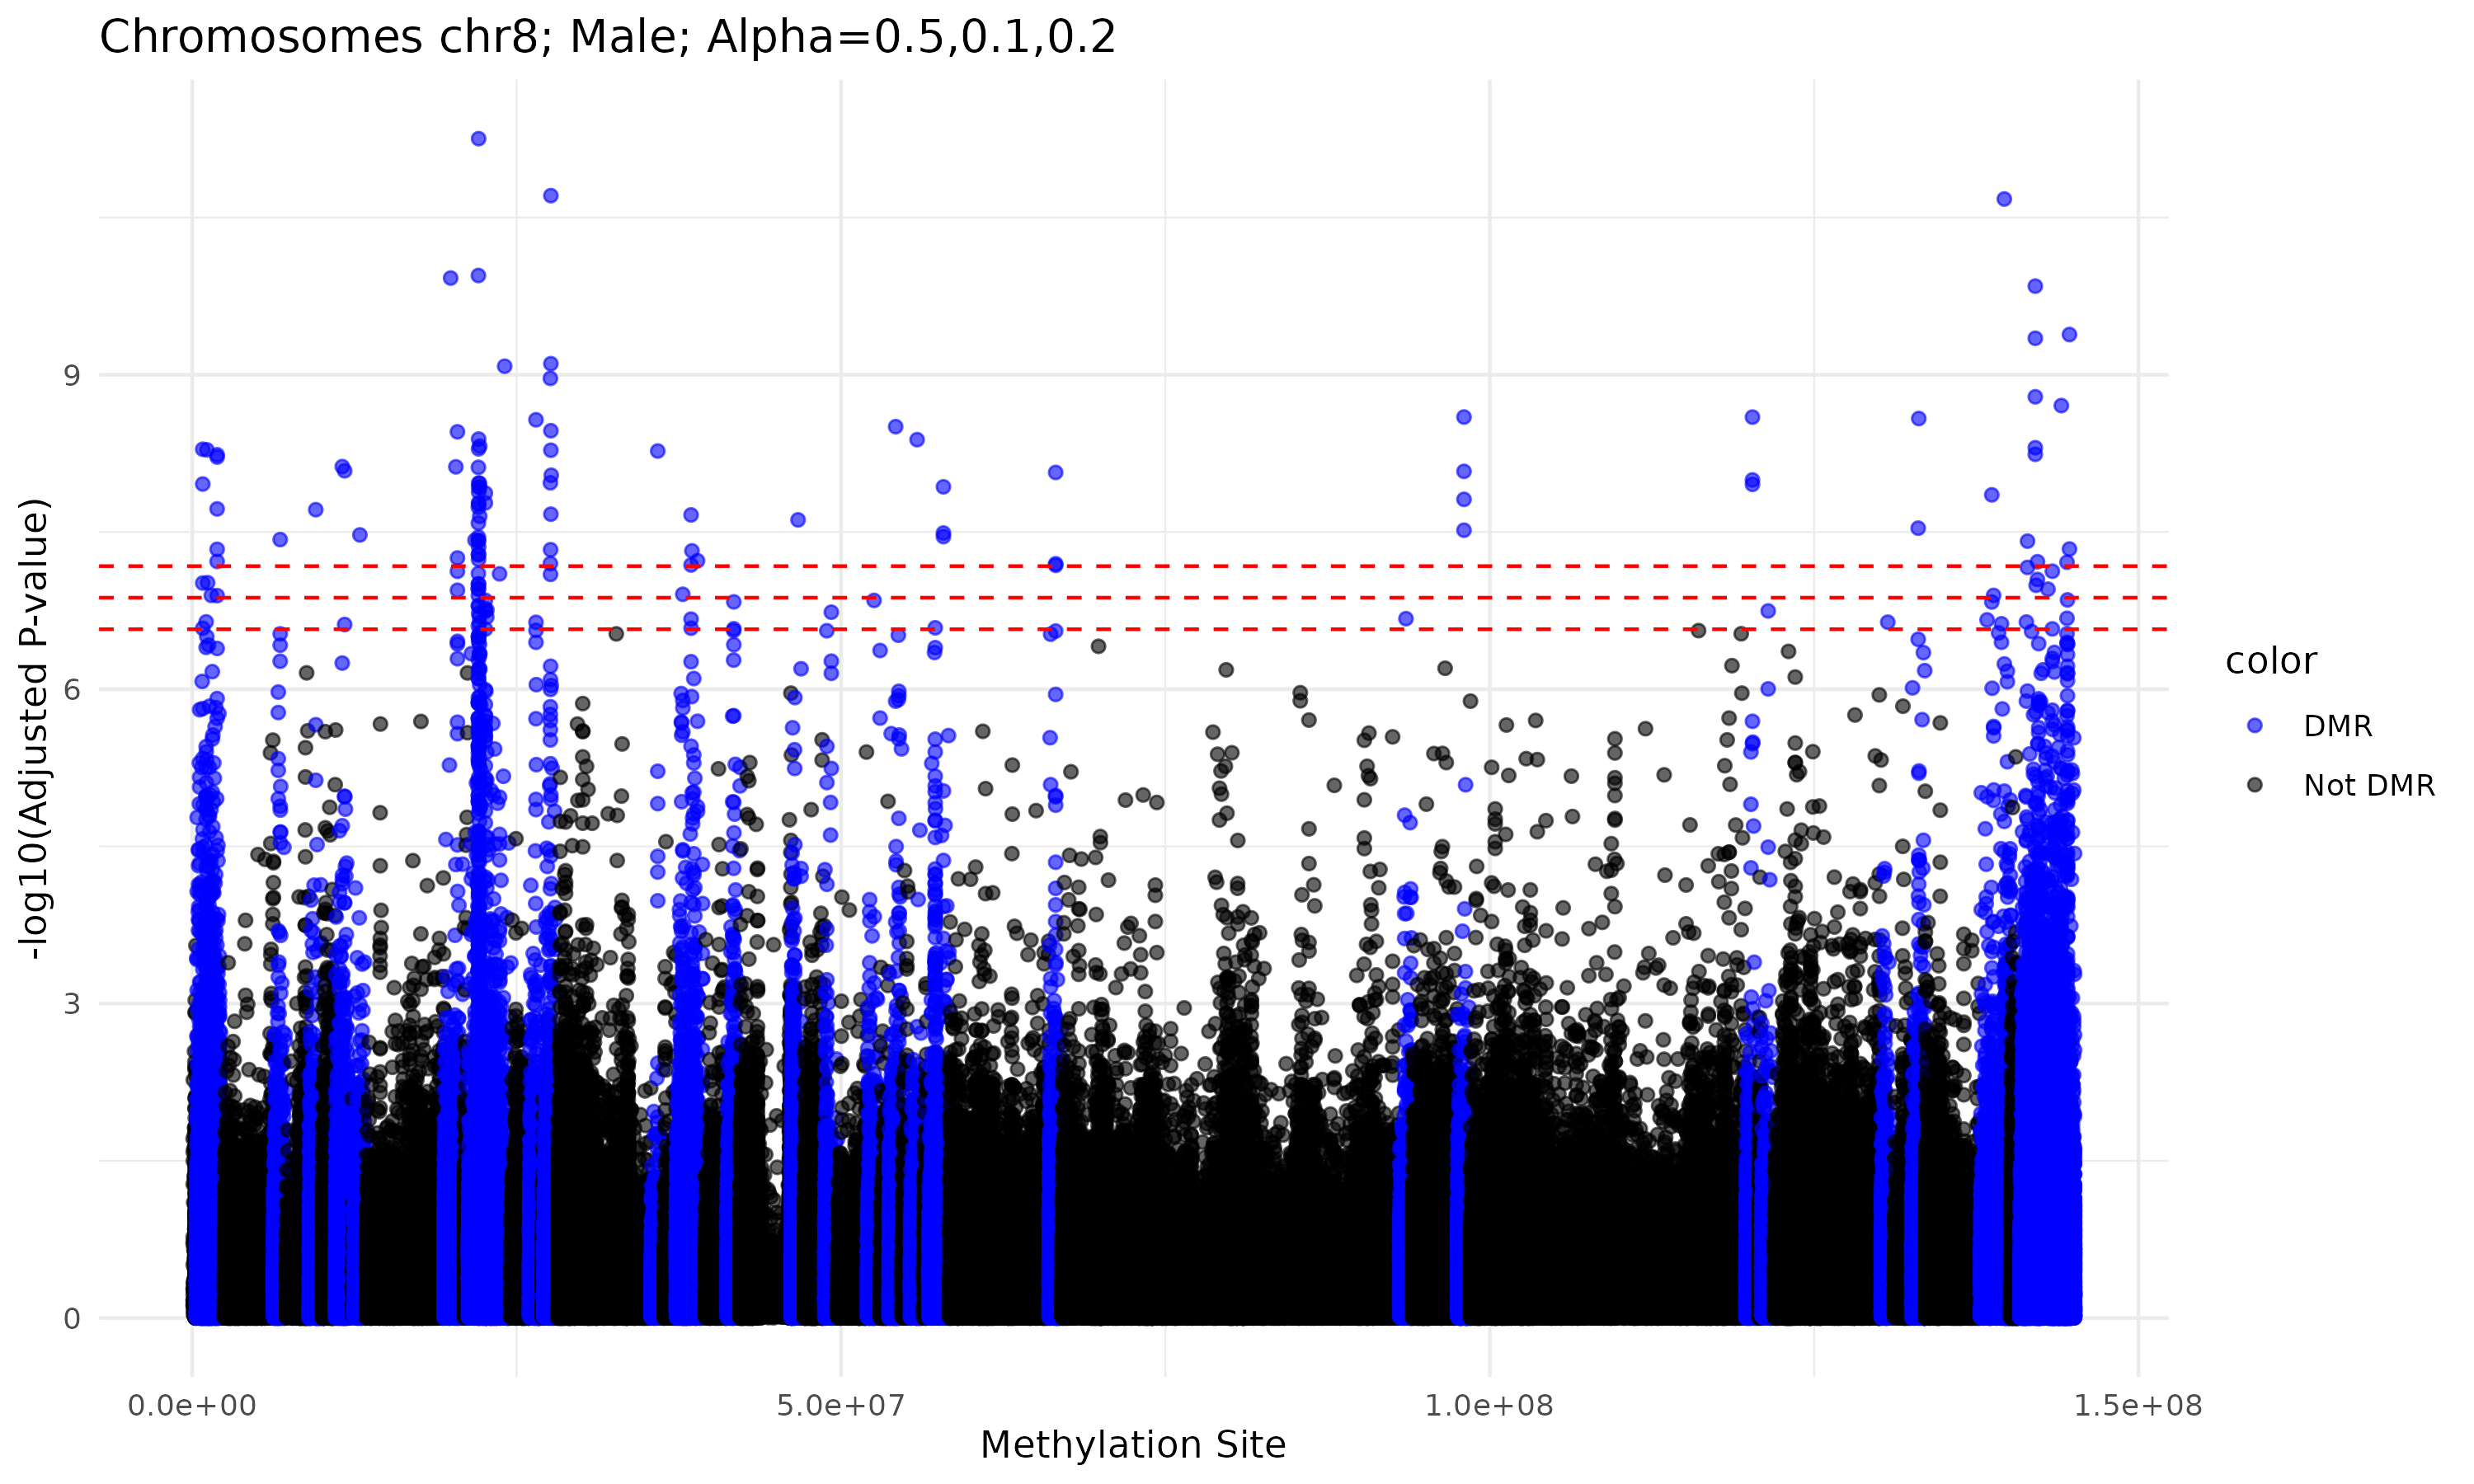 Chromosomes chr8; Male; Alpha=0.5,0.1,0.2
-log10(Adjusted P-value)
9
6
3
0
0.0e+00
5.0e+07
1.0e+08
1.5e+08
Methylation Site
color
DMR
Not DMR